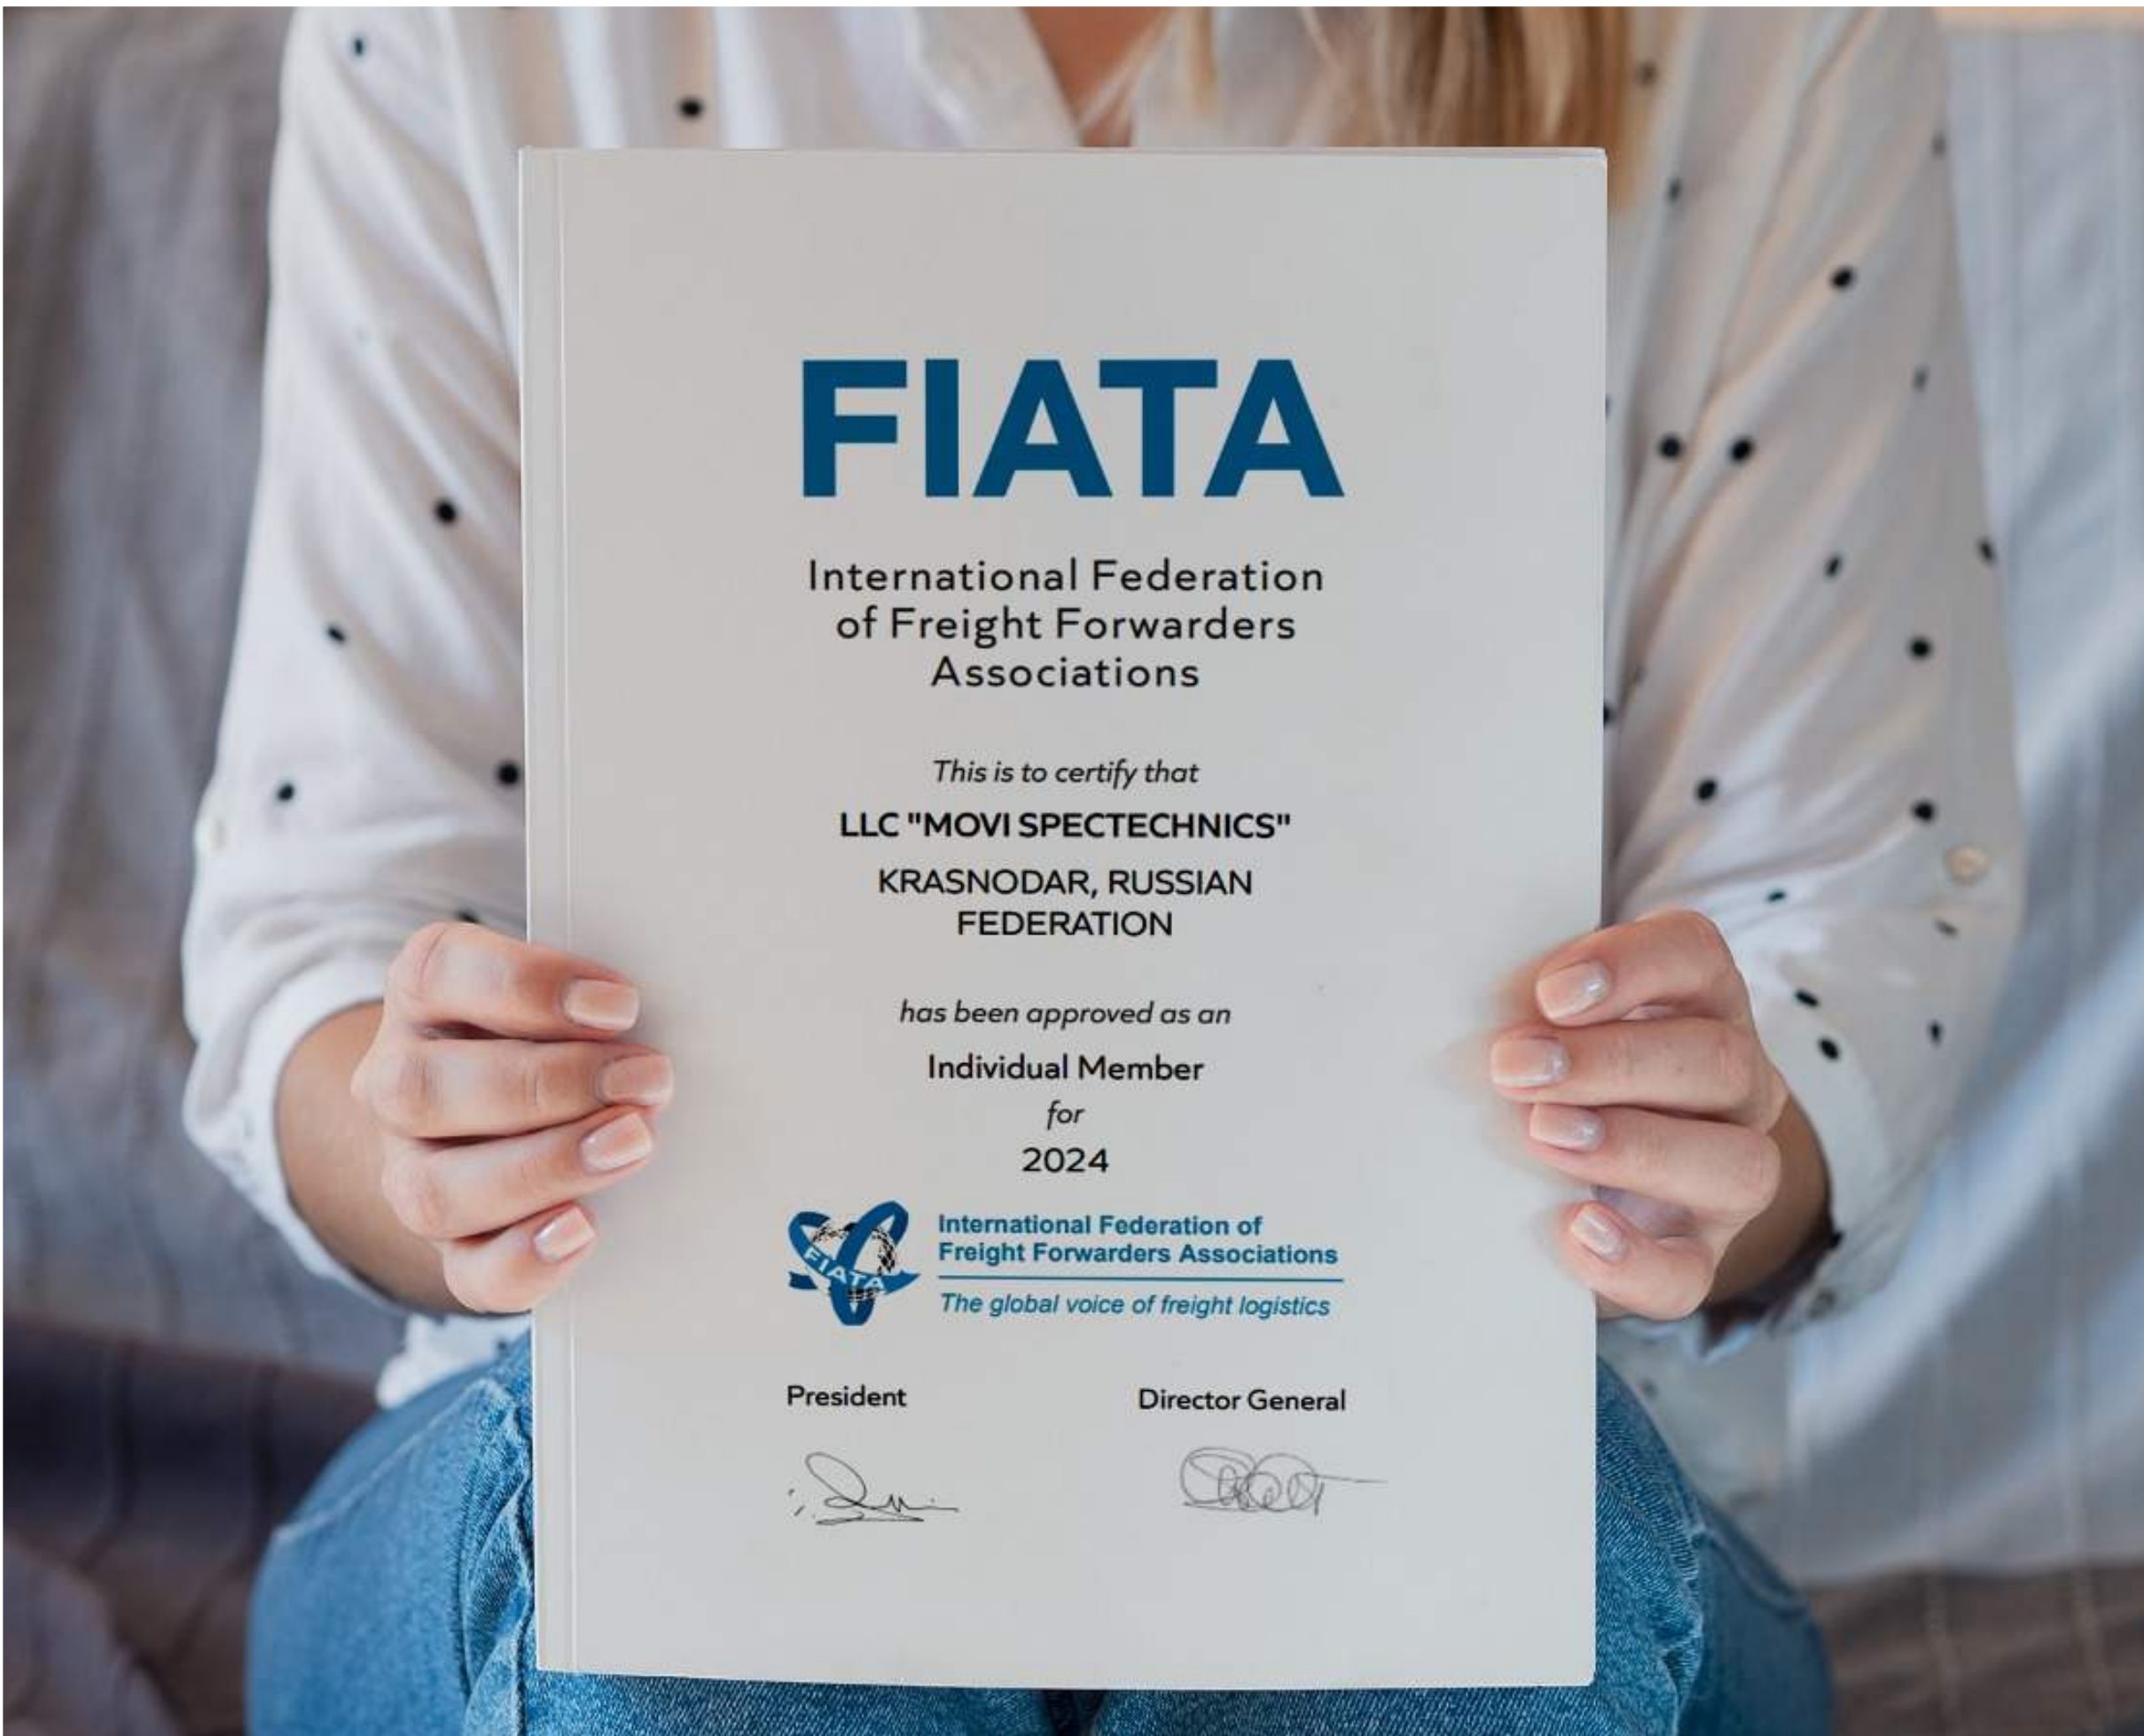 FIATA
International Federation
of Freight Forwarders
Associations
This is to certify that
LLC "MOVI SPECTECHNICS"
KRASNODAR, RUSSIAN
FEDERATION
has been approved as an
Individual Member
for
2024
FIATA
International Federation of
Freight Forwarders Associations
The global voice of freight logistics
President
Director General